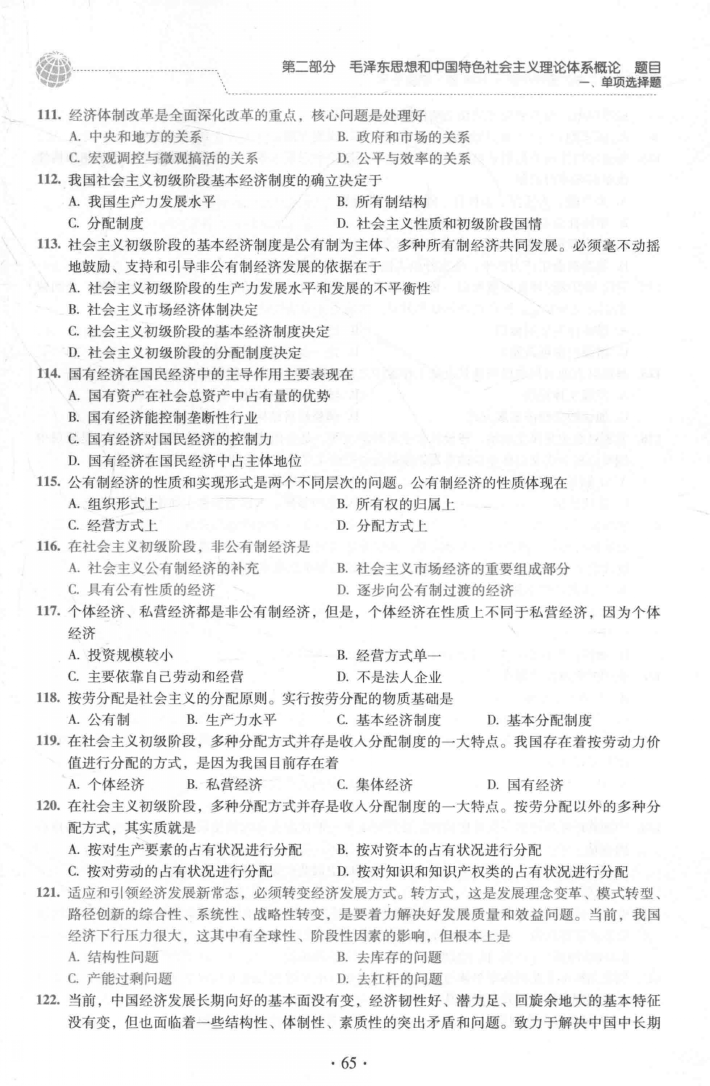 第二部分 毛泽东思想和中国特色社会主义理论体系概论 题目
一、单项选择题
111. 经济体制改革是全面深化改革的重点，核心问题是处理好
A. 中央和地方的关系 B. 政府和市场的关系
C. 宏观调控与微观搞活的关系 D. 公平与效率的关系
112. 我国社会主义初级阶段基本经济制度的确立决定于
A. 我国生产力发展水平 B. 所有制结构
C. 分配制度 D. 社会主义性质和初级阶段国情
113. 社会主义初级阶段的基本经济制度是公有制为主体、多种所有制经济共同发展。必须毫不动摇
地鼓励、支持和引导非公有制经济发展的依据在于
A. 社会主义初级阶段的生产力发展水平和发展的不平衡性
B. 社会主义市场经济体制决定
C. 社会主义初级阶段的基本经济制度决定
D. 社会主义初级阶段的分配制度决定
114. 国有经济在国民经济中的主导作用主要表现在
A. 国有资产在社会总资产中占有量的优势
B. 国有经济能控制垄断性行业
C. 国有经济对国民经济的控制力
D. 国有经济在国民经济中占主体地位
115. 公有制经济的性质和实现形式是两个不同层次的问题。公有制经济的性质体现在
A. 组织形式上 B. 所有权的归属上
C. 经营方式上 D. 分配方式上
116. 在社会主义初级阶段，非公有制经济是
A. 社会主义公有制经济的补充 B. 社会主义市场经济的重要组成部分
C. 具有公有性质的经济 D. 逐步向公有制过渡的经济
117. 个体经济、私营经济都是非公有制经济，但是，个体经济在性质上不同于私营经济，因为个体
经济
A. 投资规模较小 B. 经营方式单一
C. 主要依靠自己劳动和经营 D. 不是法人企业
118. 按劳分配是社会主义的分配原则。实行按劳分配的物质基础是
A. 公有制 B. 生产力水平 C. 基本经济制度 D. 基本分配制度
119. 在社会主义初级阶段，多种分配方式并存是收入分配制度的一大特点。我国存在着按劳动力价
值进行分配的方式，是因为我国目前存在着
A. 个体经济 B. 私营经济 C. 集体经济 D. 国有经济
120. 在社会主义初级阶段，多种分配方式并存是收入分配制度的一大特点。按劳分配以外的多种分
配方式，其实质就是
A. 按对生产要素的占有状况进行分配 B. 按对资本的占有状况进行分配
C. 按对劳动的占有状况进行分配 D. 按对知识和知识产权类的占有状况进行分配
121. 适应和引领经济发展新常态，必须转变经济发展方式。转方式，这是发展理念变革、模式转型、
路径创新的综合性、系统性、战略性转变，是要着力解决好发展质量和效益问题。当前，我国
经济下行压力很大，这其中有全球性、阶段性因素的影响，但根本上是
A. 结构性问题 B. 去库存的问题
C. 产能过剩问题 D. 去杠杆的问题
122. 当前，中国经济发展长期向好的基本面没有变，经济韧性好、潜力足、回旋余地大的基本特征
没有变，但也面临着一些结构性、体制性、素质性的突出矛盾和问题。致力于解决中国中长期
·65·